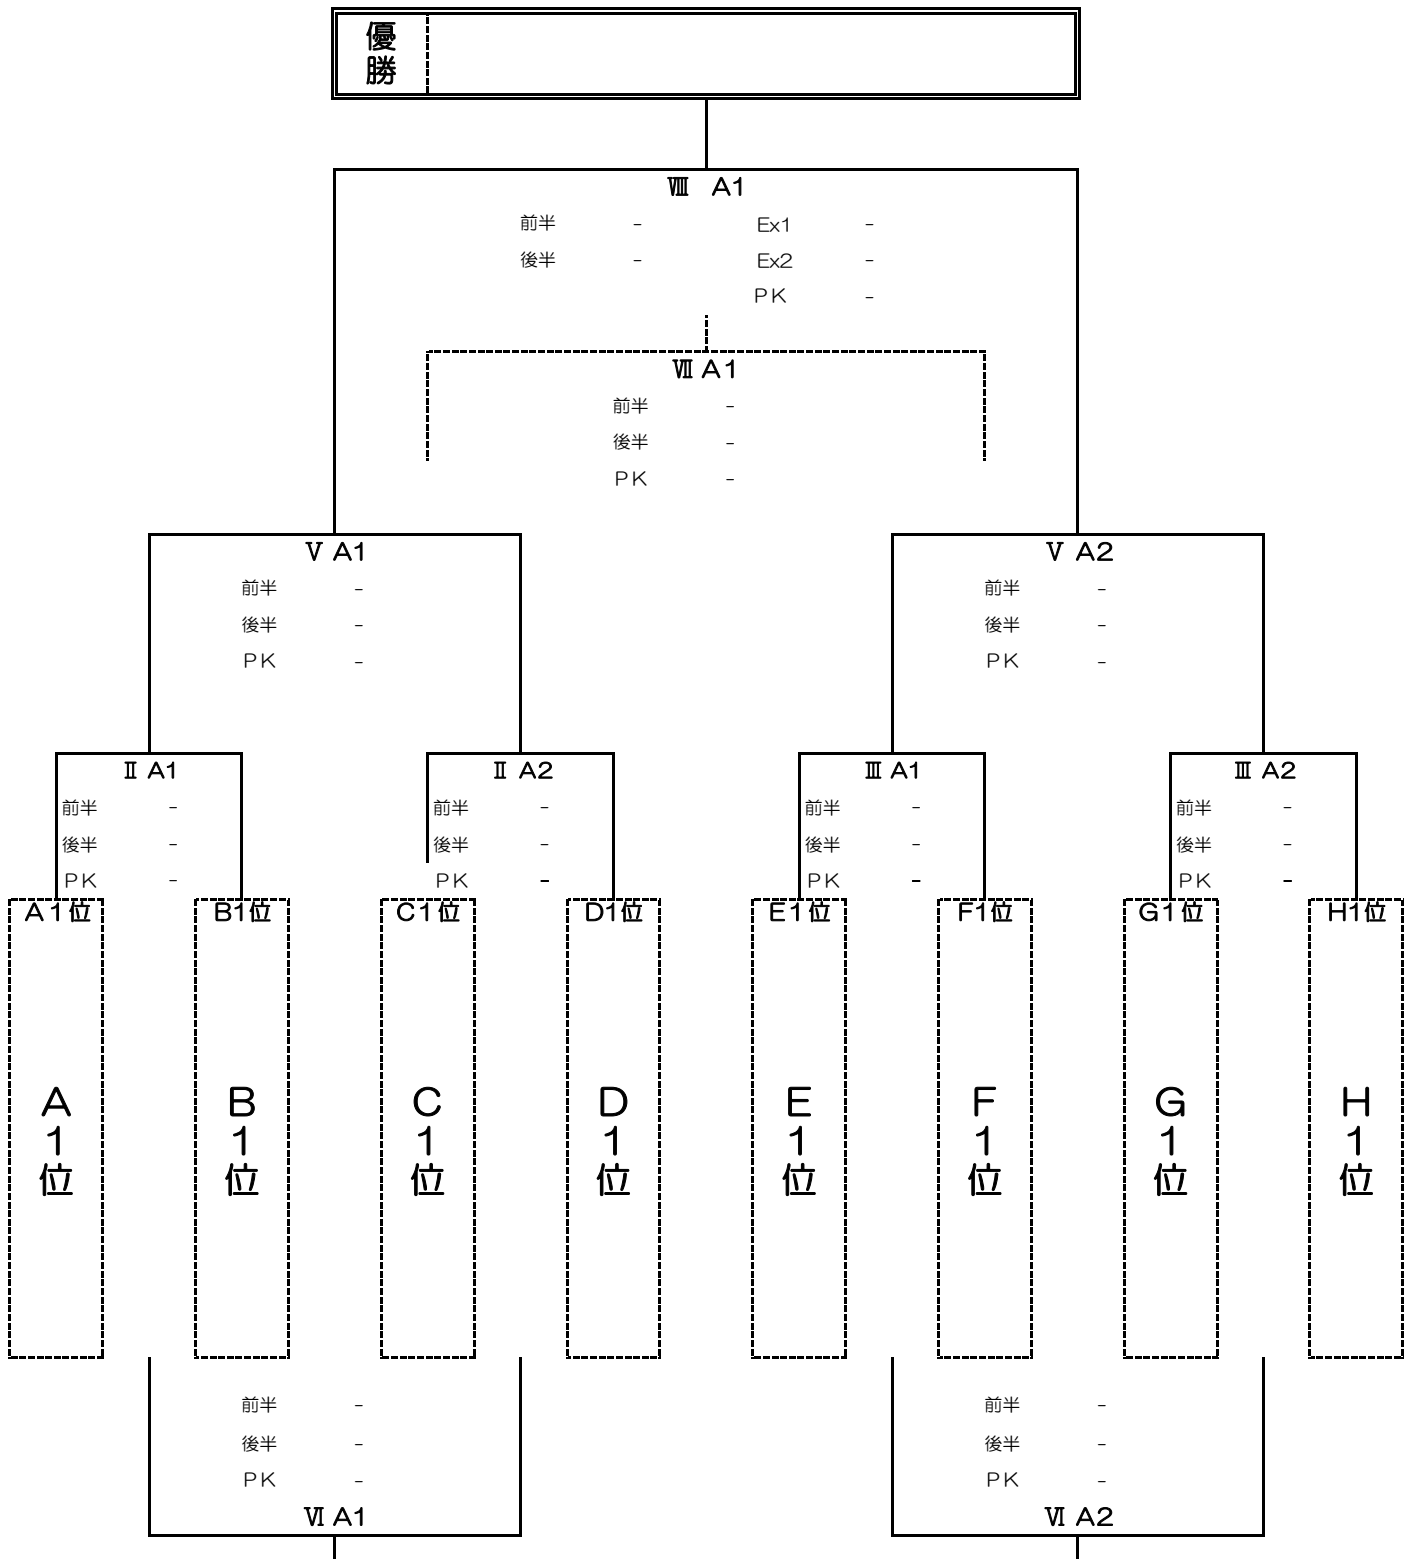 優
勝
Ⅷ A1
前半 - Ex1 -
後半 - Ex2 -
PK -
Ⅶ A1
前半 -
後半 -
PK -
Ⅴ A1 Ⅴ A2
前半 - 前半 -
後半 - 後半 -
PK - PK -
Ⅱ A1 Ⅱ A2 Ⅲ A1 Ⅲ A2
前半 - 前半 - 前半 - 前半 -
後半 - 後半 - 後半 - 後半 -
PK - PK - PK - PK -
A1位 B1位 C1位 D1位 E1位 F1位 G1位 H1位
A B C D E F G H
1 1 1 1 1 1 1 1
位 位 位 位 位 位 位 位
前半 - 前半 -
後半 - 後半 -
PK - PK -
Ⅵ A1 Ⅵ A2